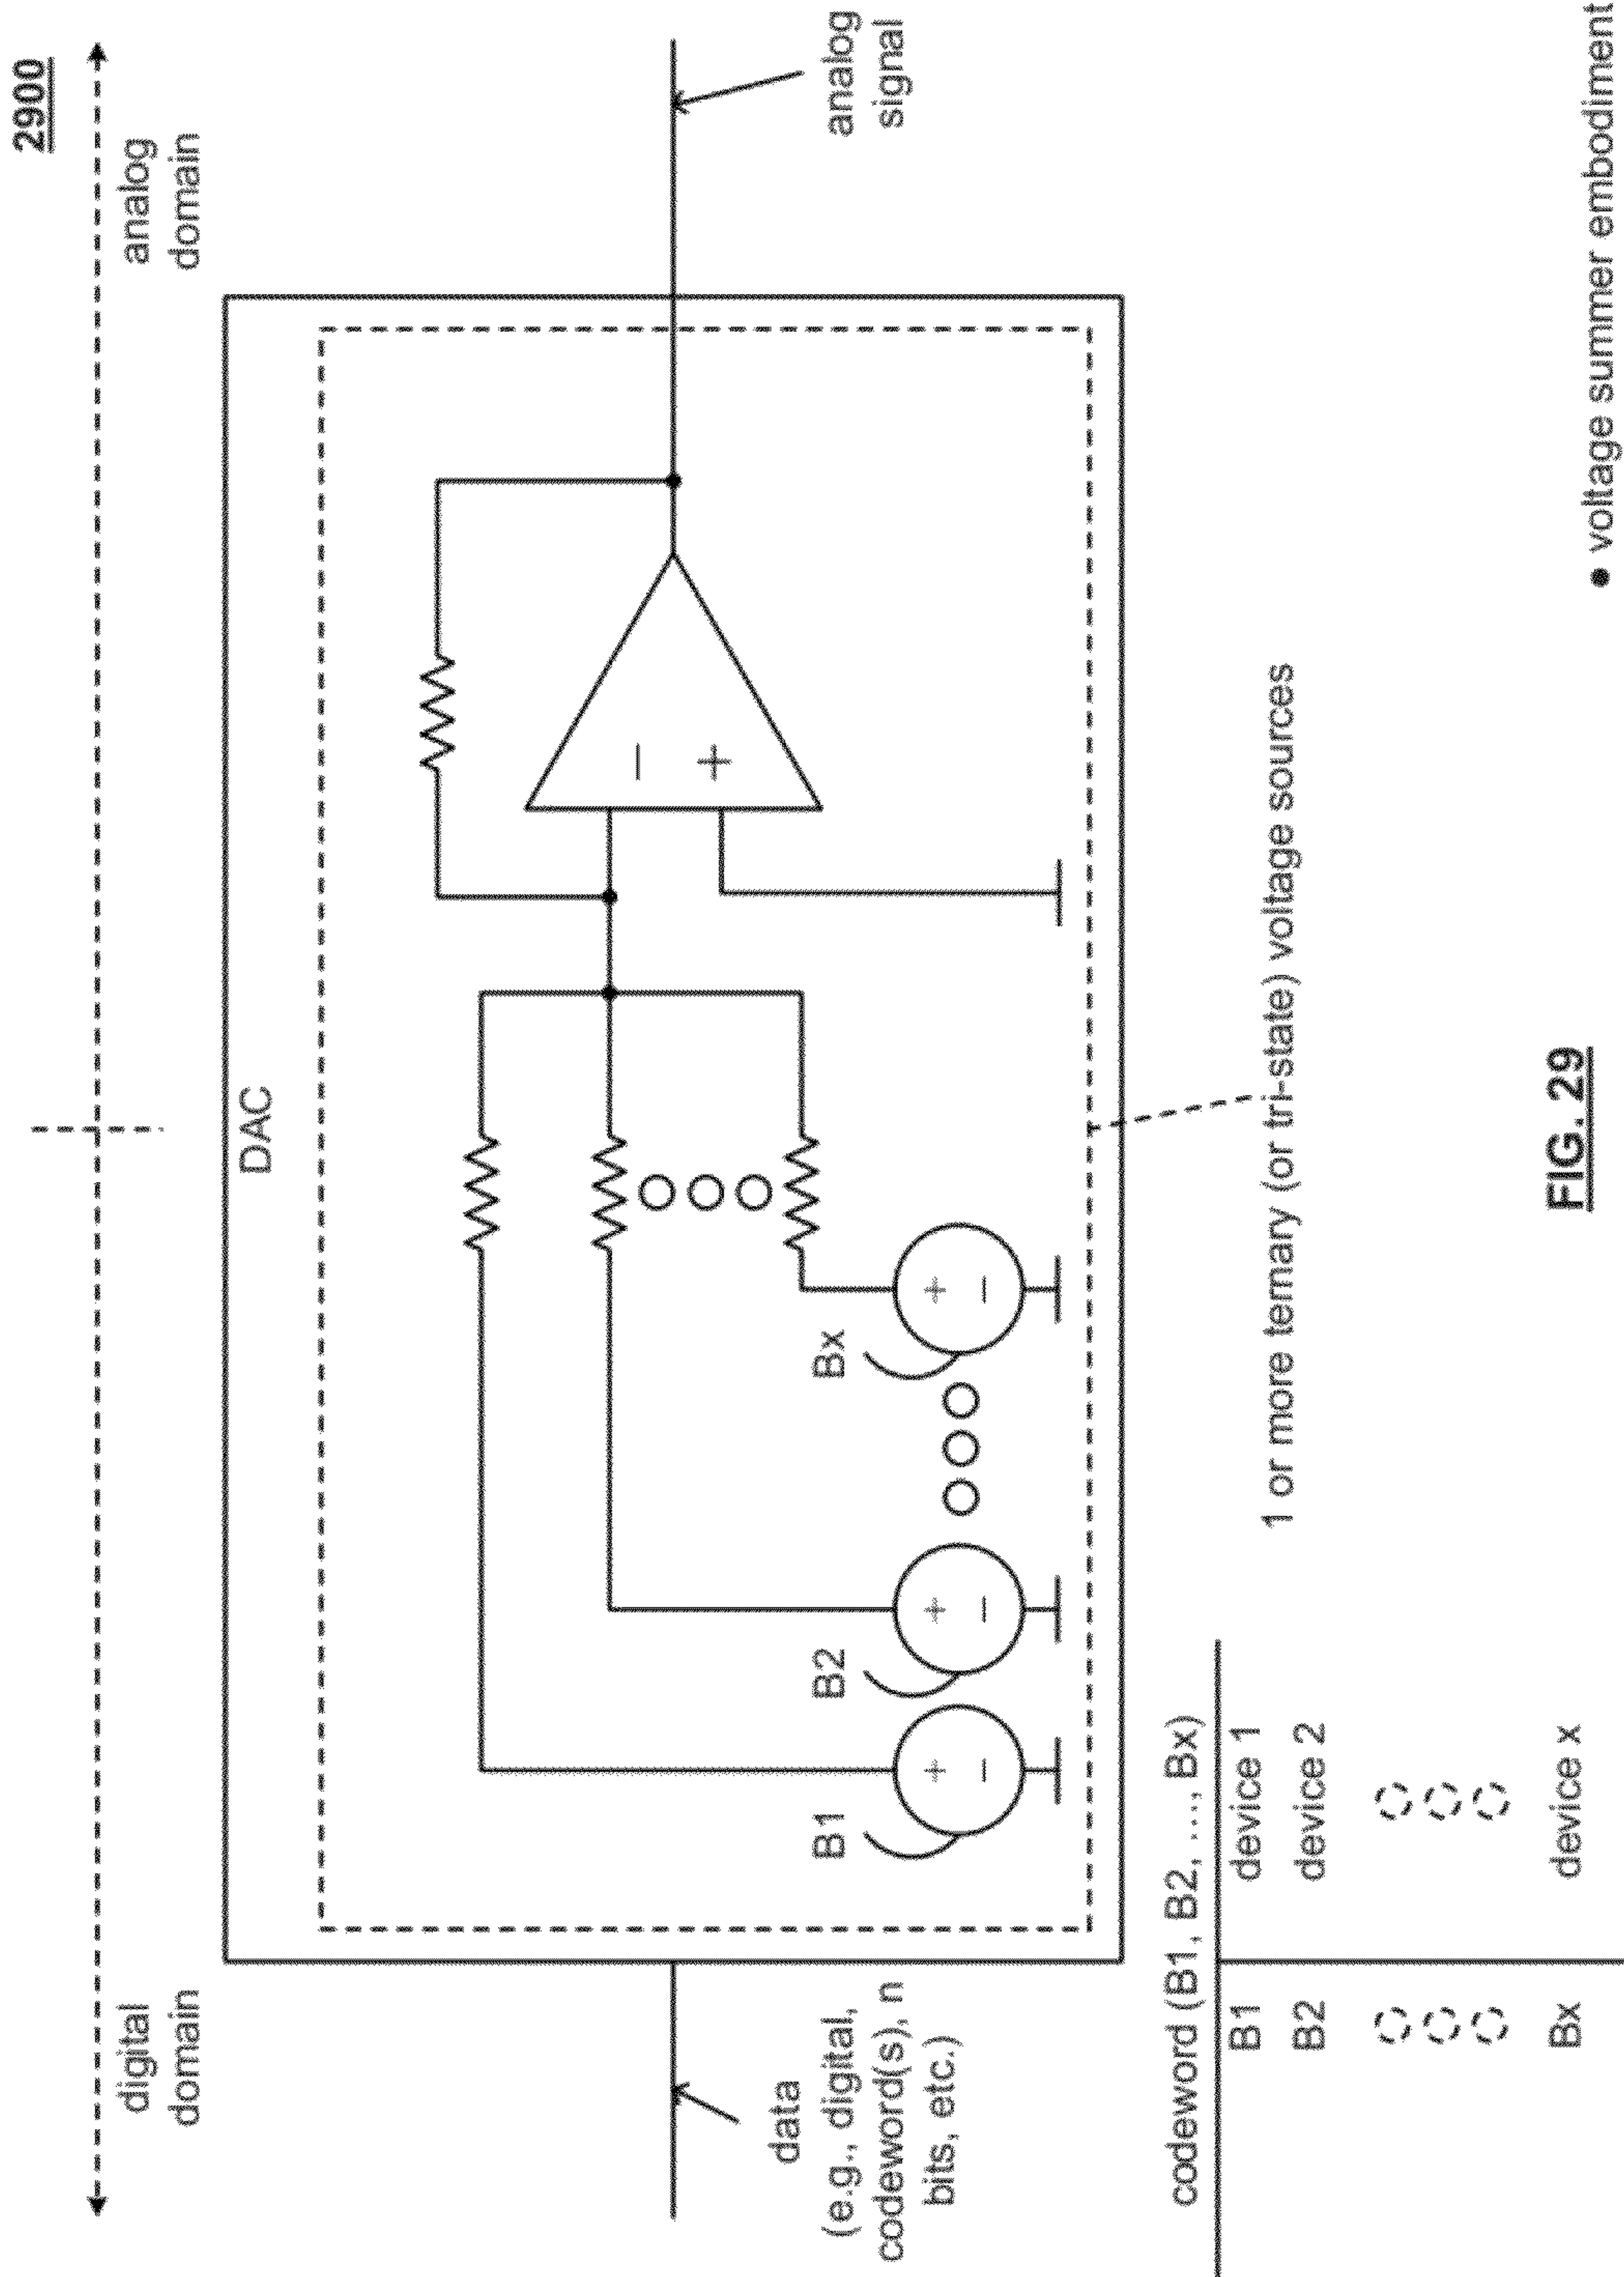 2900
digital
domain
analog
domain
DAC
data
(e.g., digital,
codeword(s), n
bits, etc.)
analog
signal
B1
B2
Bx
+
−
+
−
+
−
−
+
1 or more ternary (or tri-state) voltage sources
codeword (B1, B2, ..., Bx)
B1 device 1
B2 device 2
Bx device x
● voltage summer embodiment
FIG. 29